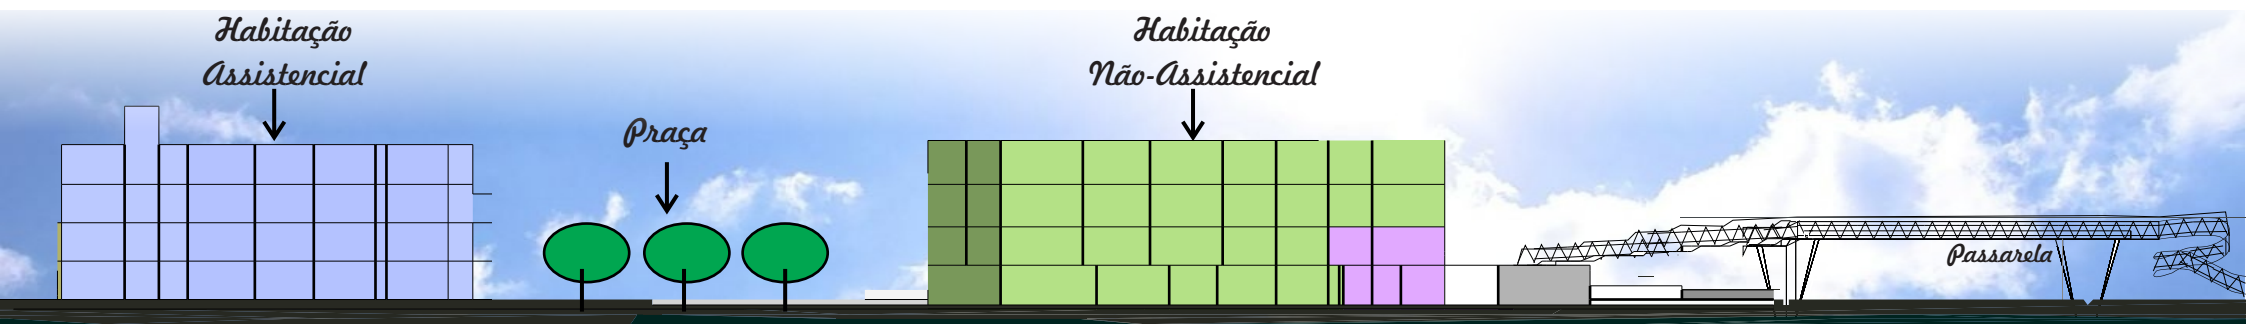 Habitação
Assistencial
Praça
Habitação
Não-Assistencial
Passarela